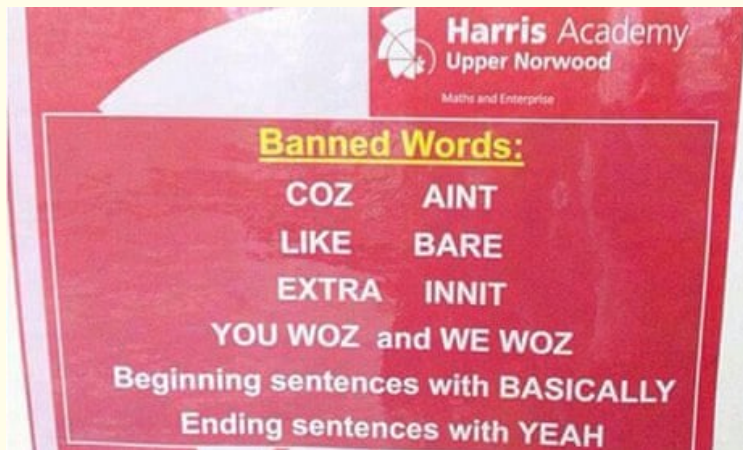 Harris Academy
Upper Norwood
Maths and Enterprise
Banned Words:
COZ AINT
LIKE BARE
EXTRA INNIT
YOU WOZ and WE WOZ
Beginning sentences with BASICALLY
Ending sentences with YEAH